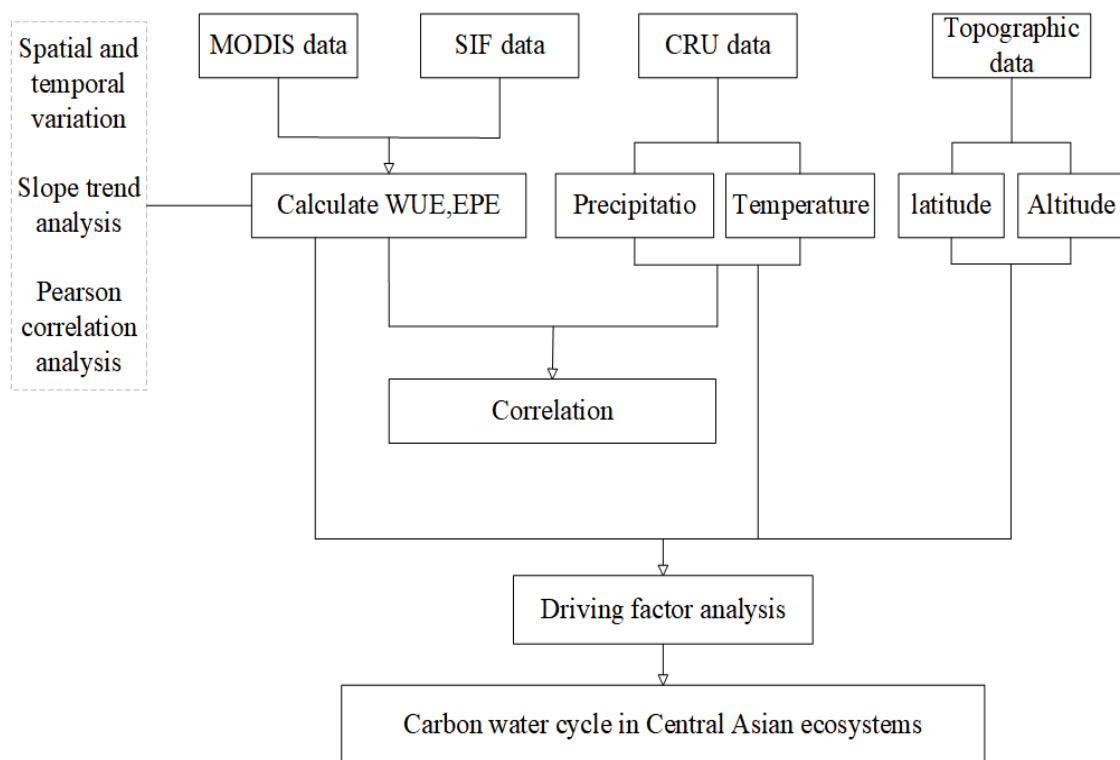 Spatial and
temporal
variation
Slope trend
analysis
Pearson
correlation
analysis
MODIS data
SIF data
CRU data
Topographic
data
Calculate WUE,EPE
Precipitatio
Temperature
latitude
Altitude
Correlation
Driving factor analysis
Carbon water cycle in Central Asian ecosystems